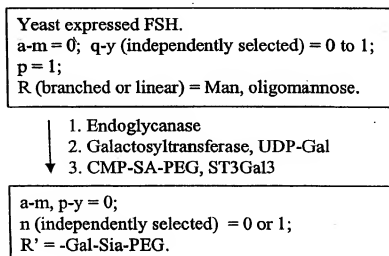 Yeast expressed FSH.
a-m = 0; q-y (independently selected) = 0 to 1;
p = 1;
R (branched or linear) = Man, oligomannose.
1. Endoglycanase
2. Galactosyltransferase, UDP-Gal
3. CMP-SA-PEG, ST3Gal3
a-m, p-y = 0;
n (independently selected) = 0 or 1;
R' = -Gal-Sia-PEG.